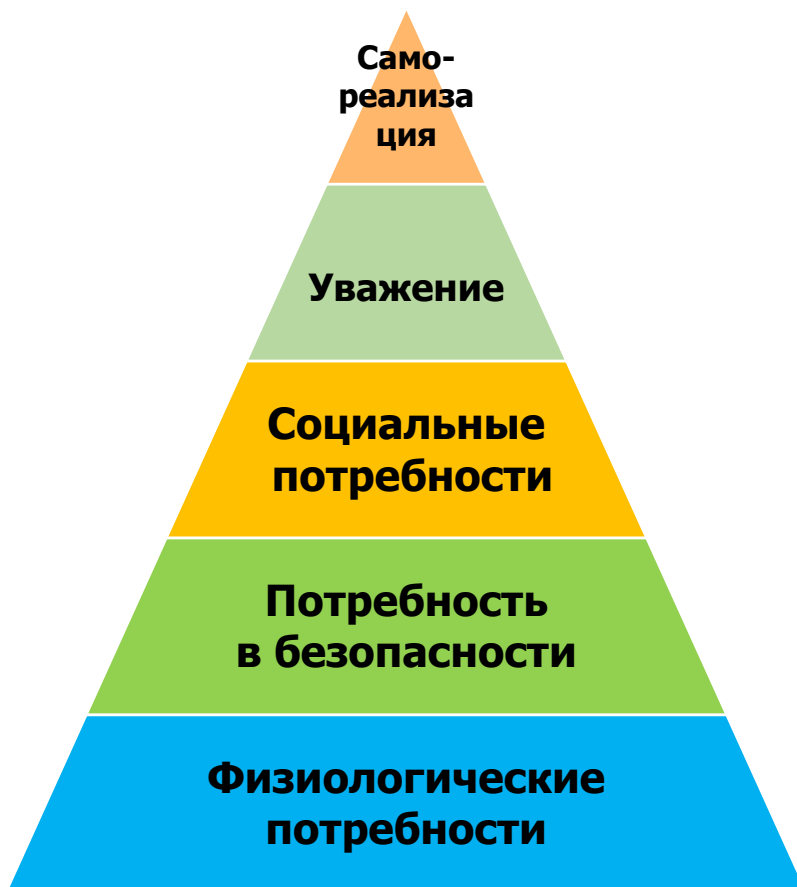 Само-
реализа
ция
Уважение
Социальные
потребности
Потребность
в безопасности
Физиологические
потребности